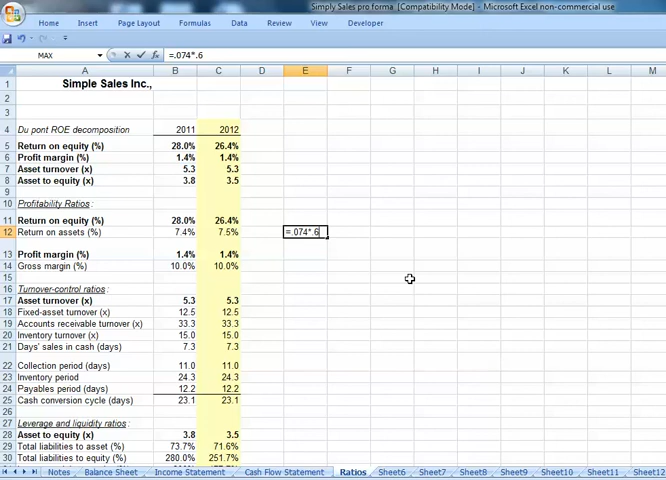 Simply Sales pro forma [Compatibility Mode] - Microsoft Excel non-commercial use
Home Insert Page Layout Formulas Data Review View Developer
MAX =.074*.6
A B C D E F G H I J K L M
1 Simple Sales Inc.,
2
3
4 Du pont ROE decomposition 2011 2012
5 Return on equity (%) 28.0% 26.4%
6 Profit margin (%) 1.4% 1.4%
7 Asset turnover (x) 5.3 5.3
8 Asset to equity (x) 3.8 3.5
9
10 Profitability Ratios:
11 Return on equity (%) 28.0% 26.4%
12 Return on assets (%) 7.4% 7.5% =.074*.6
13 Profit margin (%) 1.4% 1.4%
14 Gross margin (%) 10.0% 10.0%
15
16 Turnover-control ratios:
17 Asset turnover (x) 5.3 5.3
18 Fixed-asset turnover (x) 12.5 12.5
19 Accounts receivable turnover (x) 33.3 33.3
20 Inventory turnover (x) 15.0 15.0
21 Days' sales in cash (days) 7.3 7.3
22 Collection period (days) 11.0 11.0
23 Inventory period 24.3 24.3
24 Payables period (days) 12.2 12.2
25 Cash conversion cycle (days) 23.1 23.1
26
27 Leverage and liquidity ratios:
28 Asset to equity (x) 3.8 3.5
29 Total liabilities to asset (%) 73.7% 71.6%
30 Total liabilities to equity (%) 280.0% 251.7%
Notes Balance Sheet Income Statement Cash Flow Statement Ratios Sheet6 Sheet7 Sheet8 Sheet9 Sheet10 Sheet11 Sheet12